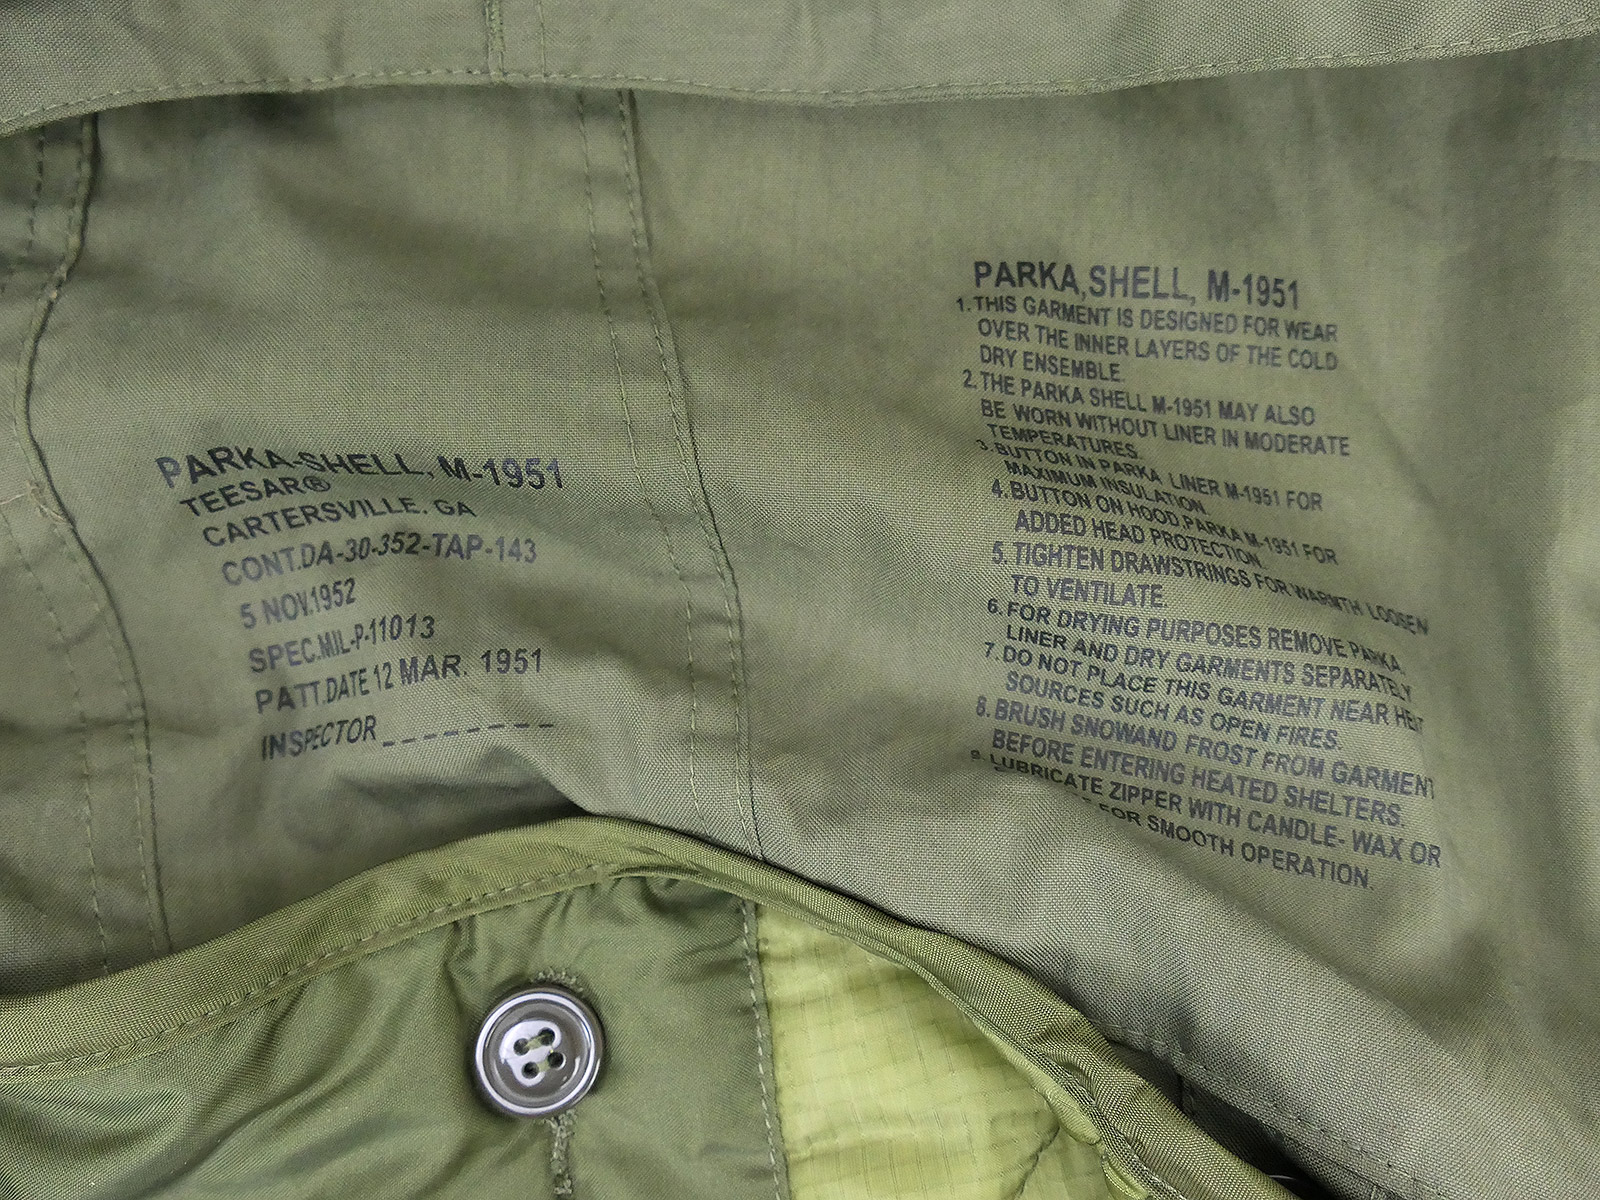 PARKA-SHELL, M-1951
TEESAR®
CARTERSVILLE. GA
CONT.DA-30-352-TAP-143
5 NOV.1952
SPEC.MIL-P-11013
PATT.DATE 12 MAR. 1951
INSPECTOR _ _ _ _ _ _ _ _
PARKA,SHELL, M-1951
1. THIS GARMENT IS DESIGNED FOR WEAR
OVER THE INNER LAYERS OF THE COLD
DRY ENSEMBLE.
2. THE PARKA SHELL M-1951 MAY ALSO
BE WORN WITHOUT LINER IN MODERATE
TEMPERATURES.
3. BUTTON IN PARKA LINER M-1951 FOR
MAXIMUM INSULATION.
4. BUTTON ON HOOD.PARKA M-1951 FOR
ADDED HEAD PROTECTION.
5. TIGHTEN DRAWSTRINGS FOR WARMTH LOOSEN
TO VENTILATE.
6. FOR DRYING PURPOSES REMOVE PARKA.
LINER AND DRY GARMENTS SEPARATELY
7. DO NOT PLACE THIS GARMENT NEAR HEAT
SOURCES SUCH AS OPEN FIRES.
8. BRUSH SNOWAND FROST FROM GARMENT
BEFORE ENTERING HEATED SHELTERS.
9. LUBRICATE ZIPPER WITH CANDLE- WAX OR
FOR SMOOTH OPERATION.